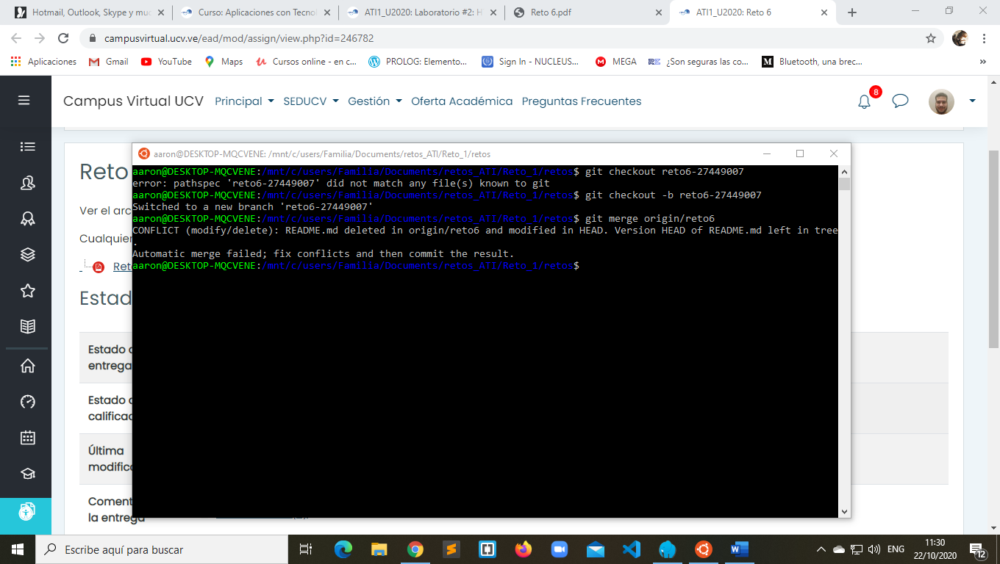 Hotmail, Outlook, Skype y muc
Curso: Aplicaciones con Tecnol
ATI1_U2020: Laboratorio #2: H
Reto 6.pdf
ATI1_U2020: Reto 6
campusvirtual.ucv.ve/ead/mod/assign/view.php?id=246782
Aplicaciones
Gmail
YouTube
Maps
Cursos online - en c...
PROLOG: Elemento...
Sign In - NUCLEUS...
MEGA
¿Son seguras las co...
Bluetooth, una brec...
»
Campus Virtual UCV
Principal
SEDUCV
Gestión
Oferta Académica
Preguntas Frecuentes
8
Reto
Ver el arc
Cualquier
Reto
Estad
Estado d
entrega
Estado d
calificac
Última
modifica
Coment
la entrega
aaron@DESKTOP-MQCVENE: /mnt/c/users/Familia/Documents/retos_ATI/Reto_1/retos
aaron@DESKTOP-MQCVENE:/mnt/c/users/Familia/Documents/retos_ATI/Reto_1/retos$ git checkout reto6-27449007
error: pathspec 'reto6-27449007' did not match any file(s) known to git
aaron@DESKTOP-MQCVENE:/mnt/c/users/Familia/Documents/retos_ATI/Reto_1/retos$ git checkout -b reto6-27449007
Switched to a new branch 'reto6-27449007'
aaron@DESKTOP-MQCVENE:/mnt/c/users/Familia/Documents/retos_ATI/Reto_1/retos$ git merge origin/reto6
CONFLICT (modify/delete): README.md deleted in origin/reto6 and modified in HEAD. Version HEAD of README.md left in tree
.
Automatic merge failed; fix conflicts and then commit the result.
aaron@DESKTOP-MQCVENE:/mnt/c/users/Familia/Documents/retos_ATI/Reto_1/retos$
Escribe aquí para buscar
ENG
11:30
22/10/2020
12